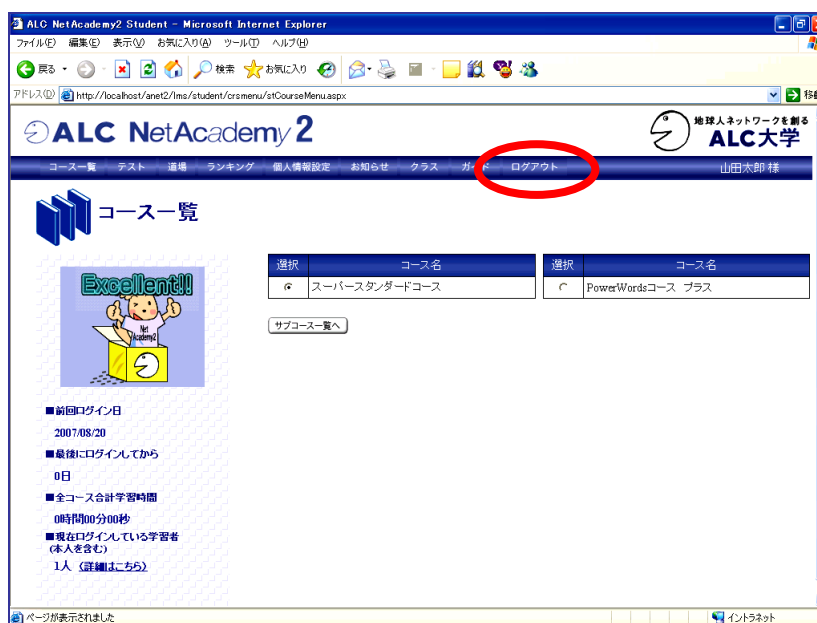 ALC NetAcademy2 Student - Microsoft Internet Explorer
ファイル(F) 編集(E) 表示(V) お気に入り(A) ツール(T) ヘルプ(H)
戻る 検索 お気に入り
アドレス(D) http://localhost/anet2/lms/student/crsmenu/stCourseMenu.aspx
ALC NetAcademy 2
地球人ネットワークを創る
ALC大学
コース一覧 テスト 道場 ランキング 個人情報設定 お知らせ クラス ガイド ログアウト 山田太郎 様
コース一覧
選択 コース名 選択 コース名
スーパースタンダードコース PowerWordsコース プラス
サブコース一覧へ
Excellent!!
Net
Academy2
■前回ログイン日
2007/08/20
■最後にログインしてから
0日
■全コース合計学習時間
0時間00分00秒
■現在ログインしている学習者
(本人を含む)
1人 (詳細はこちら)
ページが表示されました イントラネット